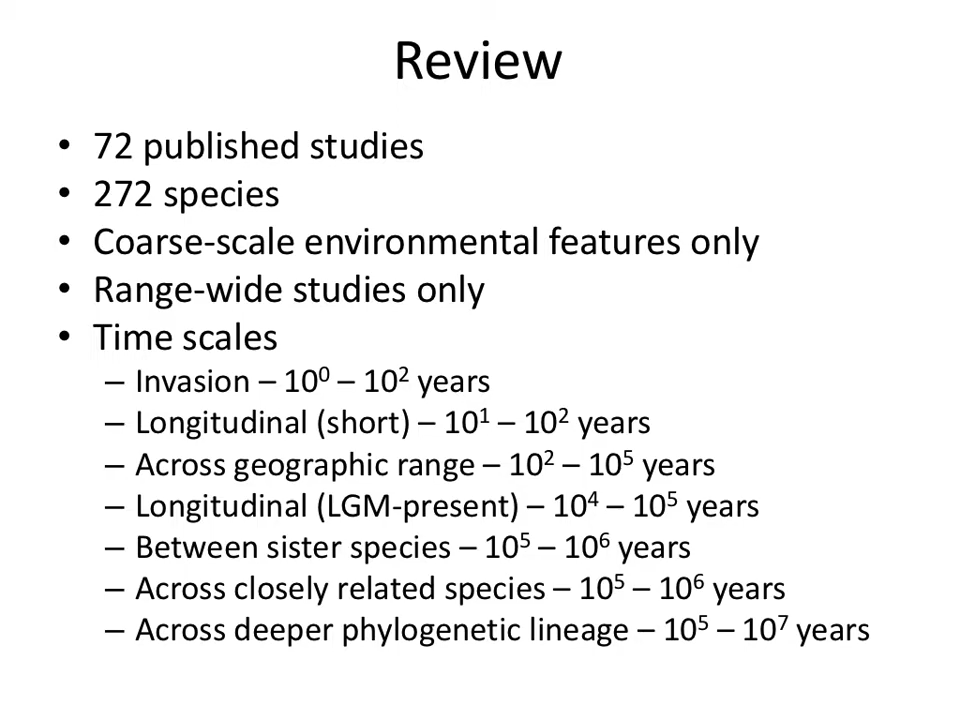 Review
• 72 published studies
• 272 species
• Coarse-scale environmental features only
• Range-wide studies only
• Time scales
– Invasion – 10⁰ – 10² years
– Longitudinal (short) – 10¹ – 10² years
– Across geographic range – 10² – 10⁵ years
– Longitudinal (LGM-present) – 10⁴ – 10⁵ years
– Between sister species – 10⁵ – 10⁶ years
– Across closely related species – 10⁵ – 10⁶ years
– Across deeper phylogenetic lineage – 10⁵ – 10⁷ years